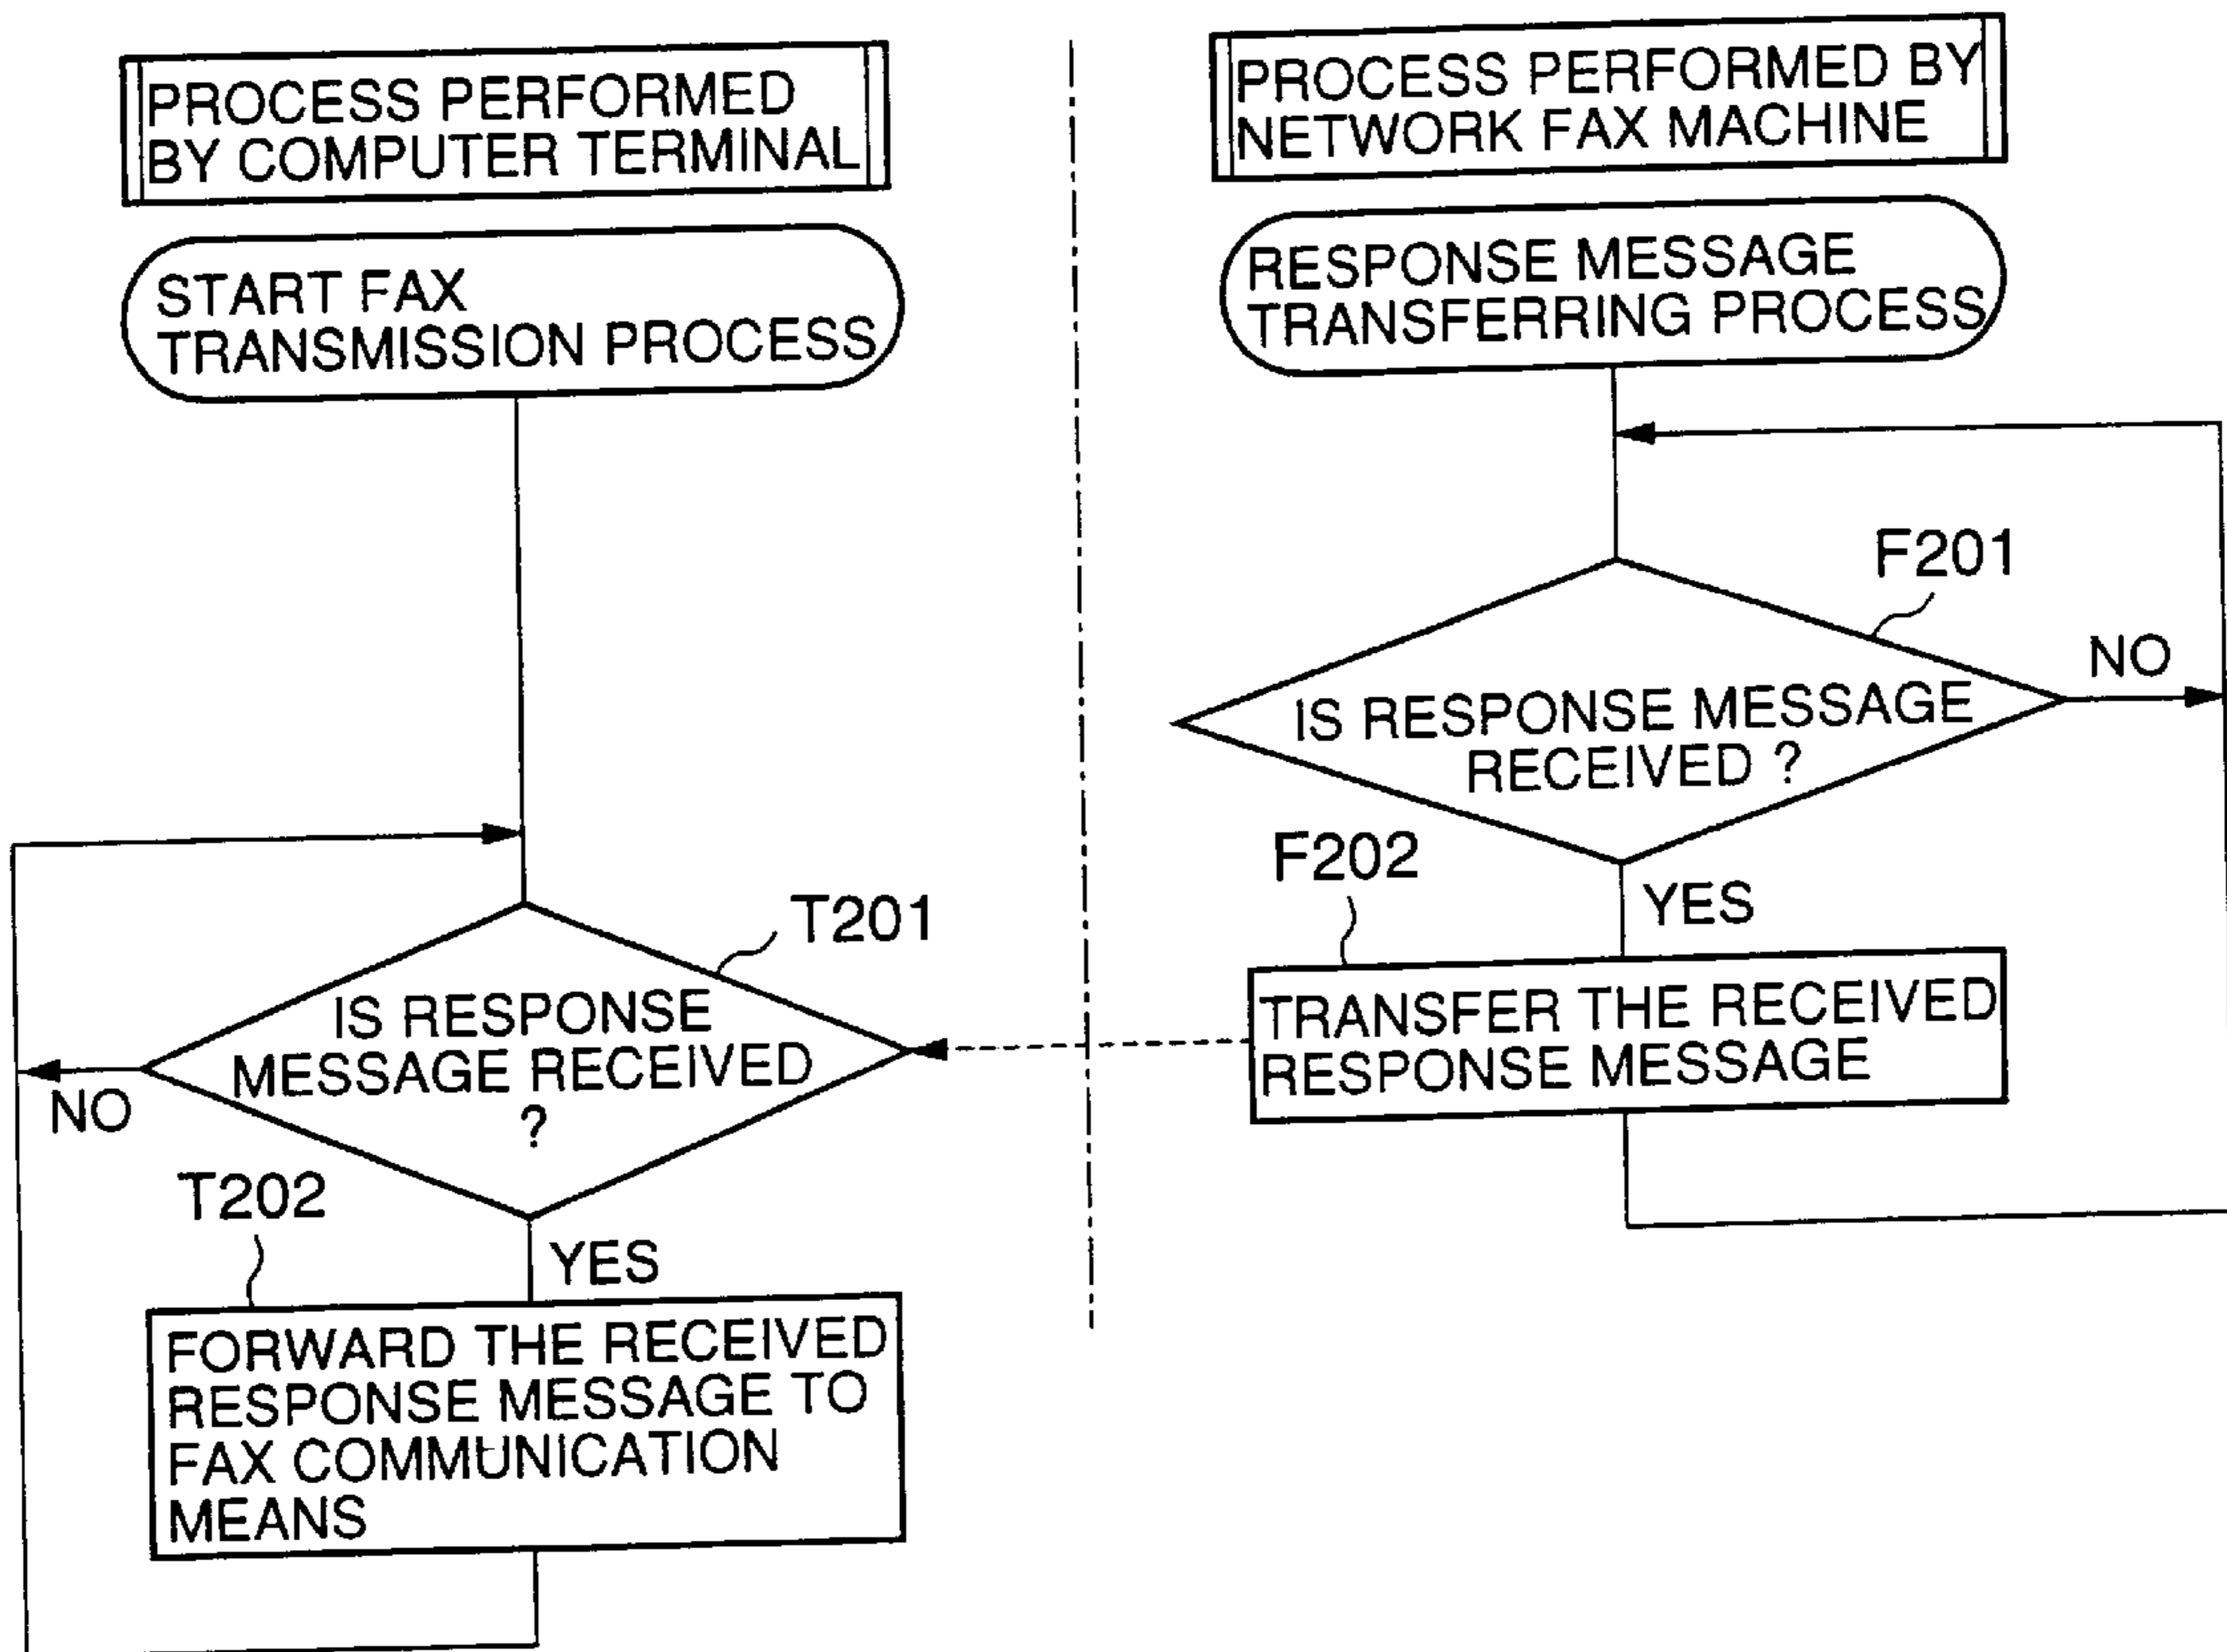 PROCESS PERFORMED
BY COMPUTER TERMINAL
START FAX
TRANSMISSION PROCESS
T201
IS RESPONSE
MESSAGE RECEIVED
?
NO
YES
T202
FORWARD THE RECEIVED
RESPONSE MESSAGE TO
FAX COMMUNICATION
MEANS
PROCESS PERFORMED BY
NETWORK FAX MACHINE
RESPONSE MESSAGE
TRANSFERRING PROCESS
F201
IS RESPONSE MESSAGE
RECEIVED ?
NO
YES
F202
TRANSFER THE RECEIVED
RESPONSE MESSAGE